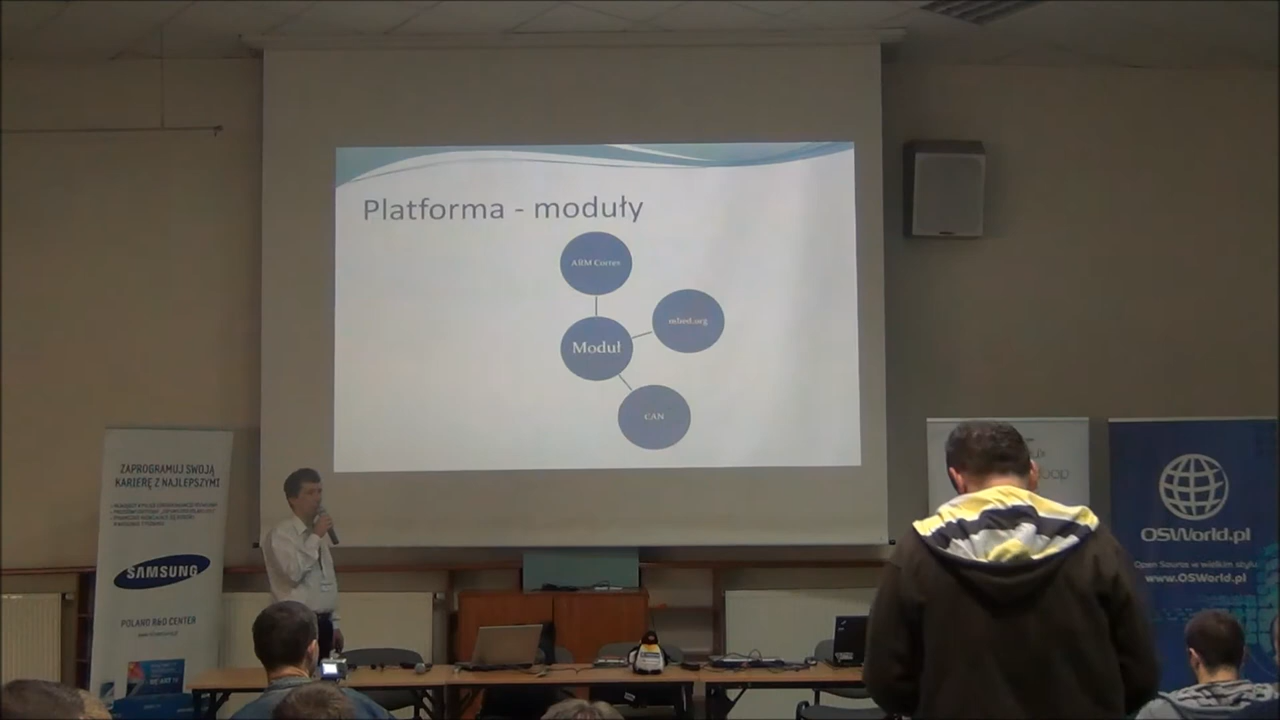 Platforma - moduły
ARM Cortex
mbed.org
Moduł
CAN
ZAPROGRAMUJ SWOJĄ
KARIERĘ Z NAJLEPSZYMI
SAMSUNG
POLAND R&D CENTER
OSWorld.pl
Open Source w wielkim stylu
www.OSWorld.pl